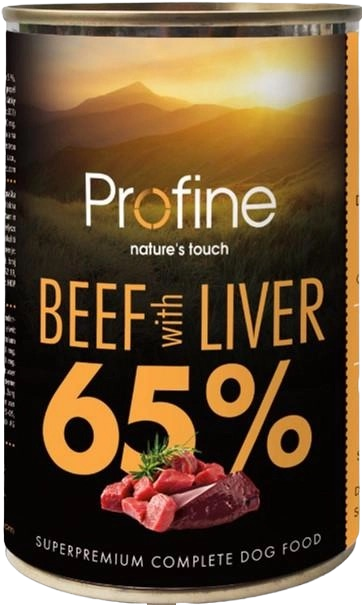 Profine
nature's touch
BEEF with LIVER
65%
SUPERPREMIUM COMPLETE DOG FOOD